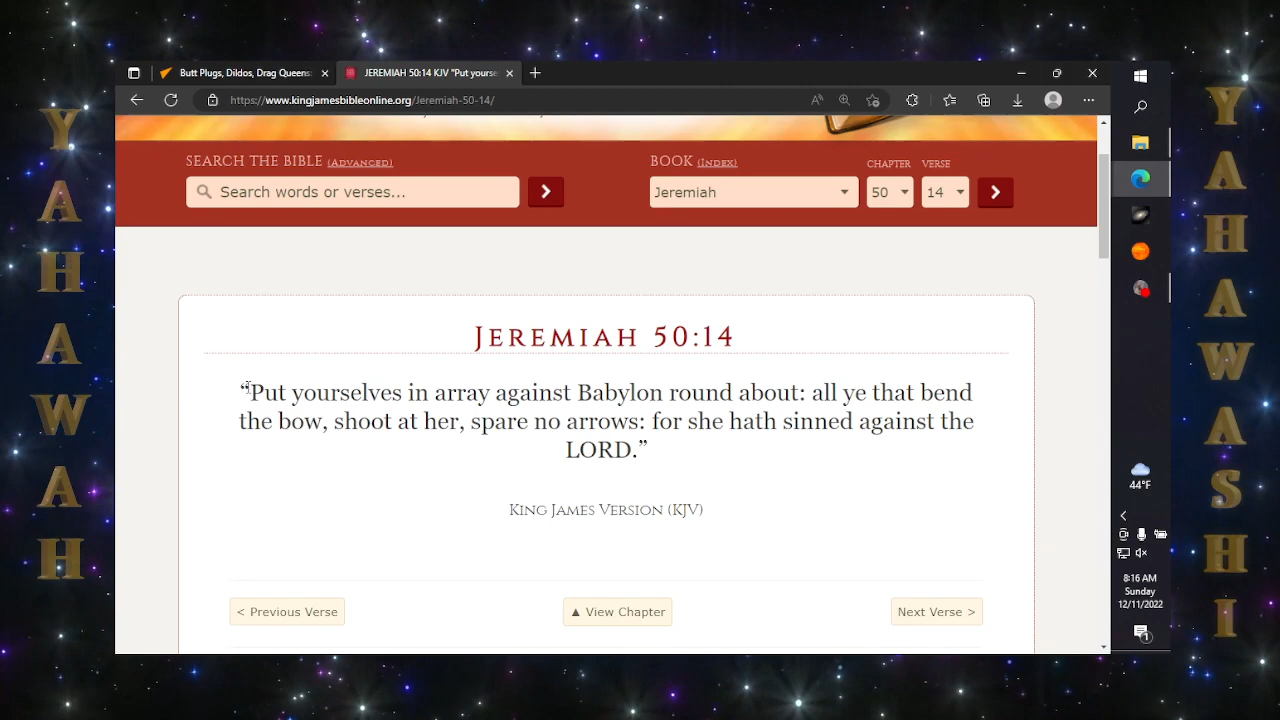 YAHAWAH
Butt Plugs, Dildos, Drag Queens:
JEREMIAH 50:14 KJV "Put yourse
https://www.kingjamesbibleonline.org/Jeremiah-50-14/
SEARCH THE BIBLE (ADVANCED)
BOOK (INDEX)
CHAPTER
VERSE
Search words or verses...
Jeremiah
50
14
JEREMIAH 50:14
“Put yourselves in array against Babylon round about: all ye that bend
the bow, shoot at her, spare no arrows: for she hath sinned against the
LORD.”
KING JAMES VERSION (KJV)
< Previous Verse
▲ View Chapter
Next Verse >
44°F
8:16 AM
Sunday
12/11/2022
1
YAHAWASHI